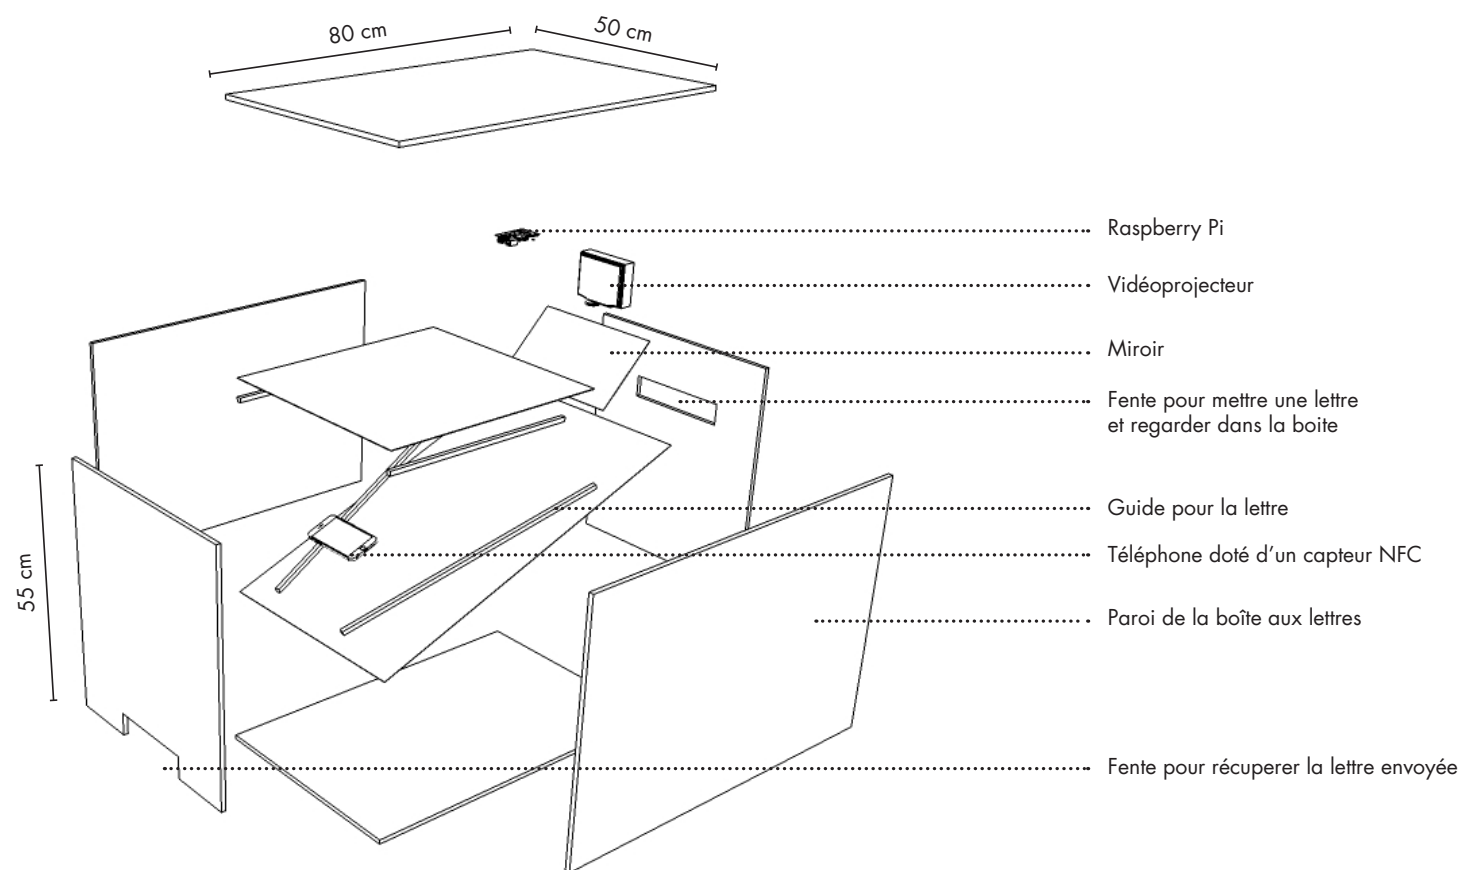 80 cm
50 cm
Raspberry Pi
Vidéoprojecteur
Miroir
Fente pour mettre une lettre
et regarder dans la boite
Guide pour la lettre
55 cm
Téléphone doté d’un capteur NFC
Paroi de la boîte aux lettres
Fente pour récuperer la lettre envoyée